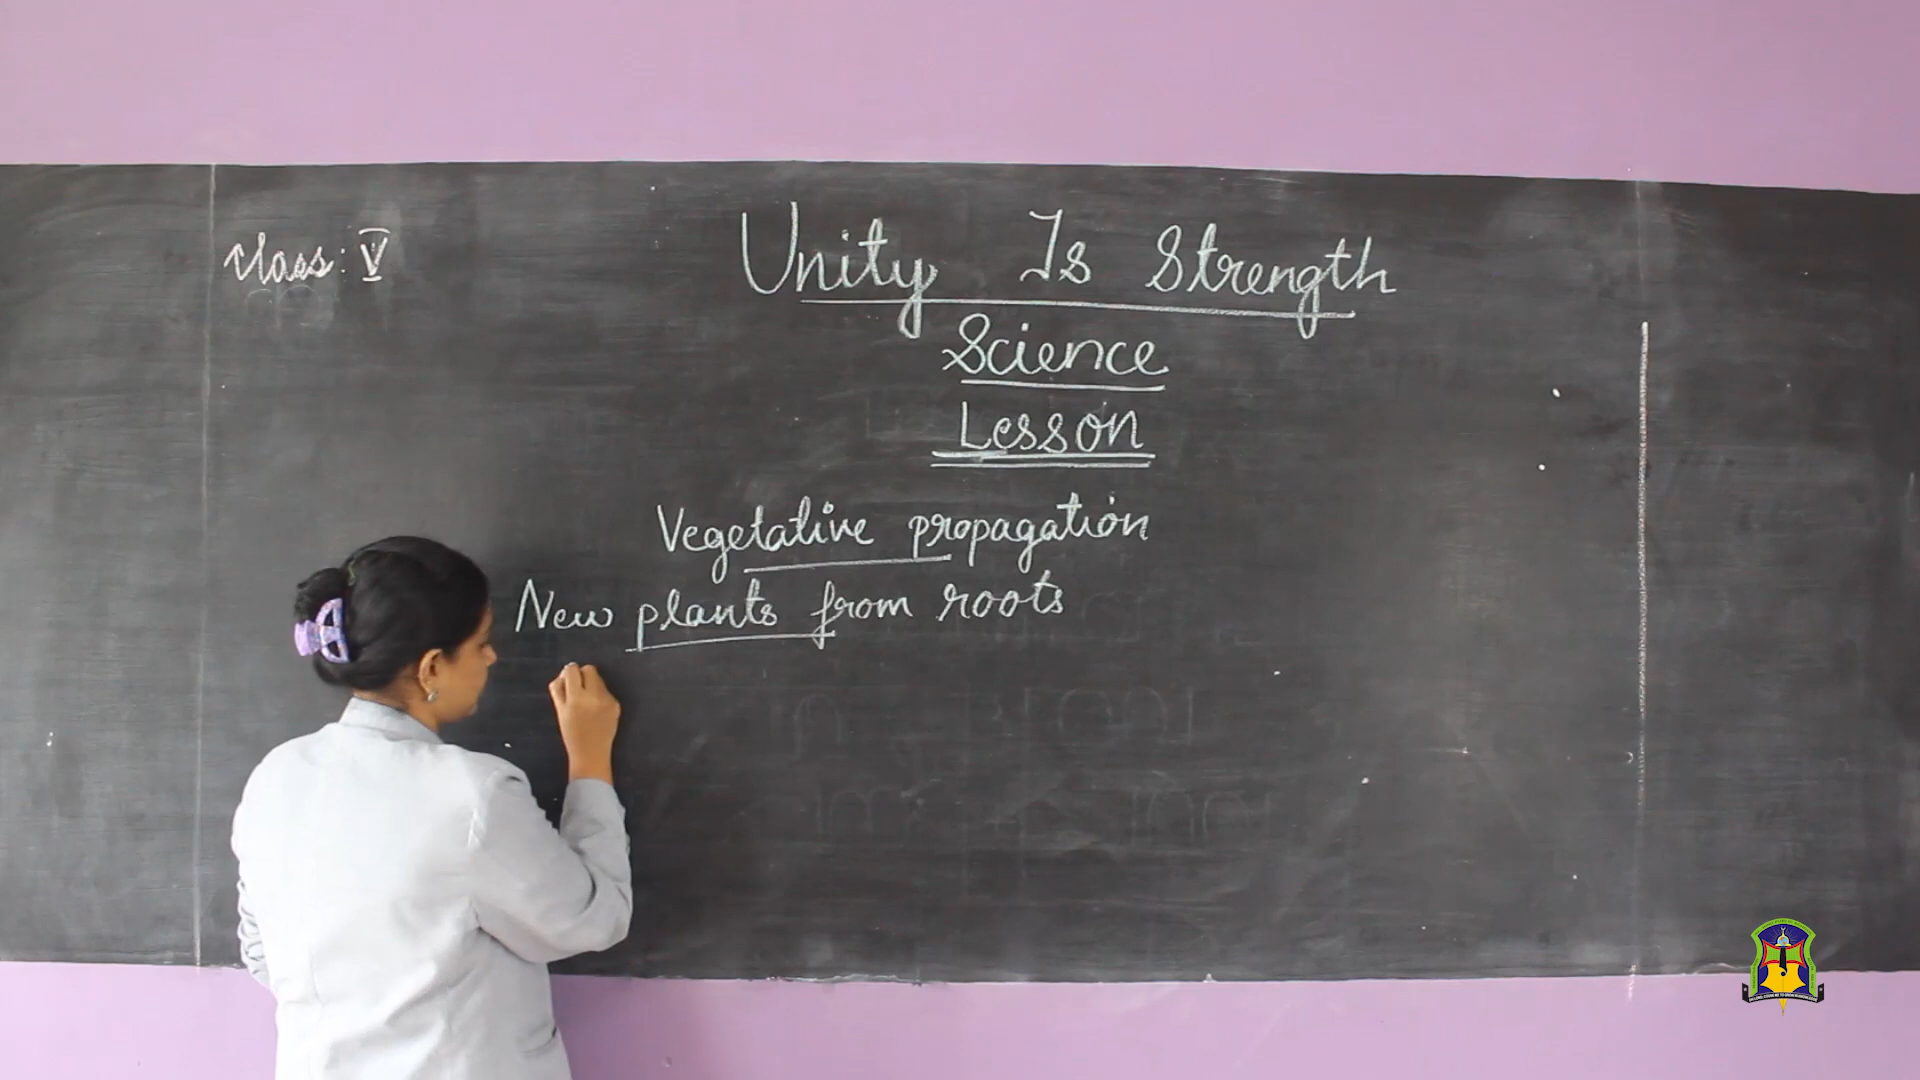 Class: V
Unity Is Strength
Science
Lesson
Vegetative propagation
New plants from roots